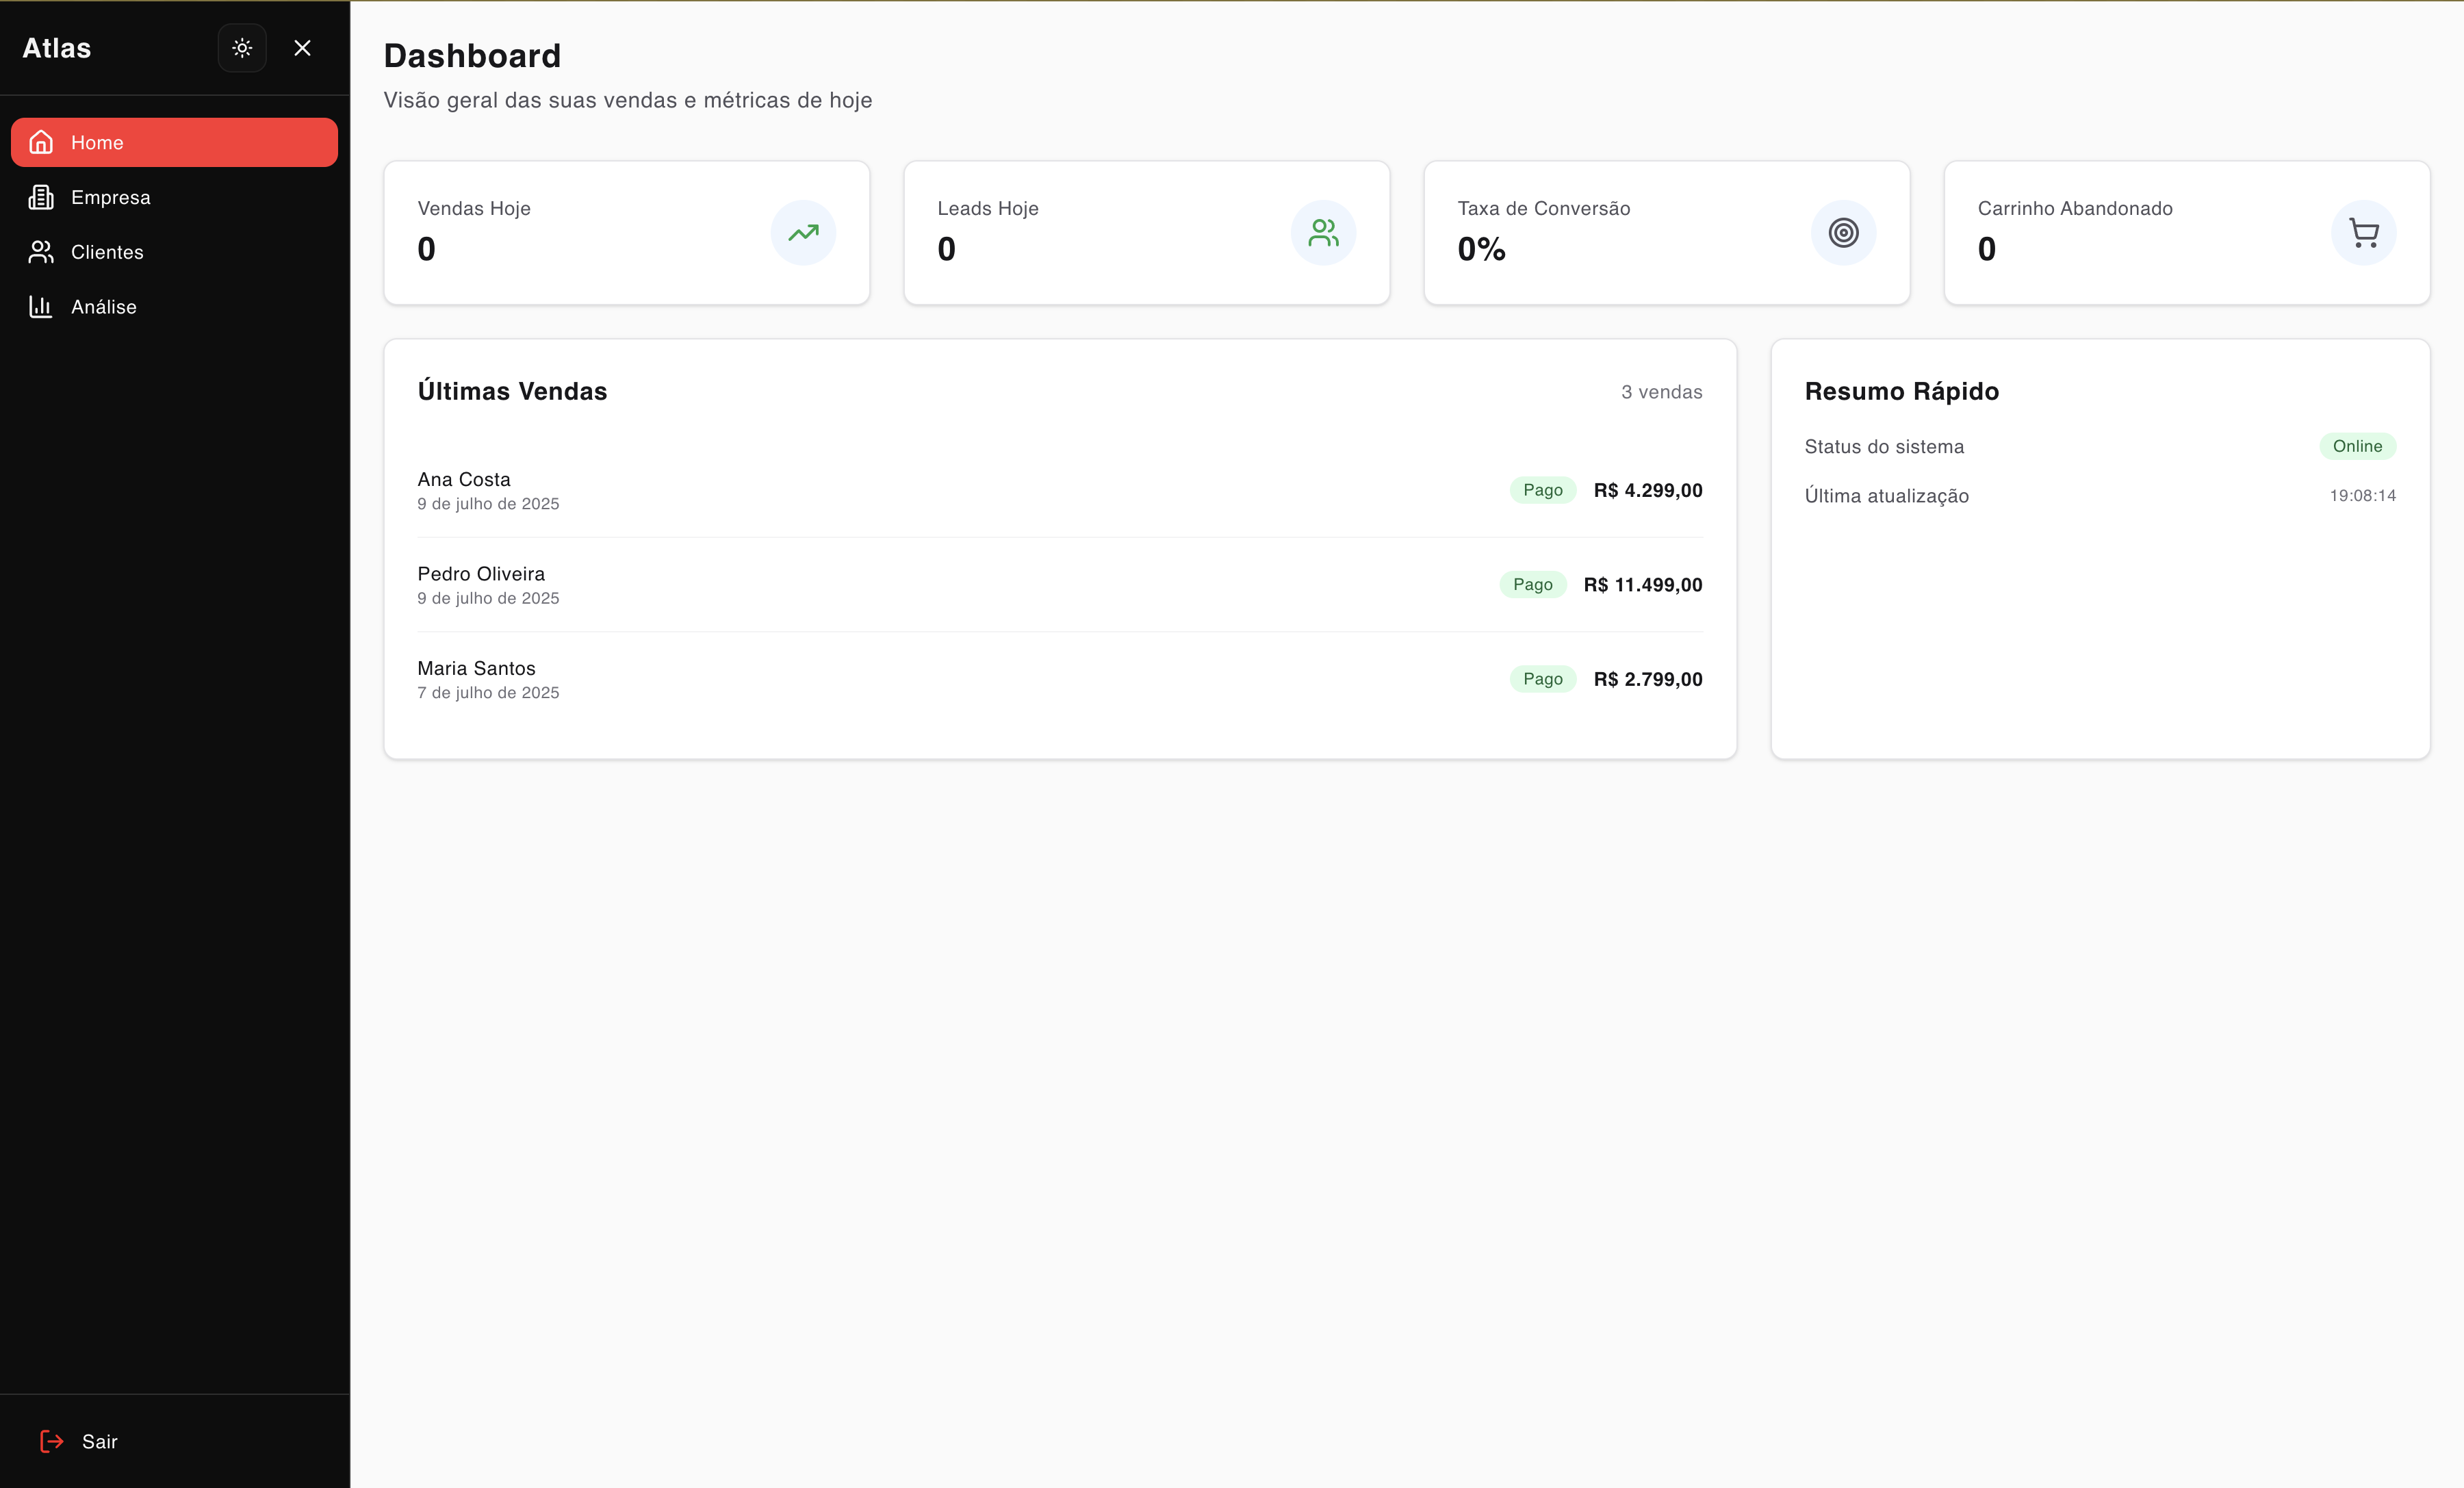 Atlas
Home
Empresa
Clientes
Análise
Sair
Dashboard
Visão geral das suas vendas e métricas de hoje
Vendas Hoje
0
Leads Hoje
0
Taxa de Conversão
0%
Carrinho Abandonado
0
Últimas Vendas
3 vendas
Ana Costa
9 de julho de 2025
Pago
R$ 4.299,00
Pedro Oliveira
9 de julho de 2025
Pago
R$ 11.499,00
Maria Santos
7 de julho de 2025
Pago
R$ 2.799,00
Resumo Rápido
Status do sistema
Online
Última atualização
19:08:14